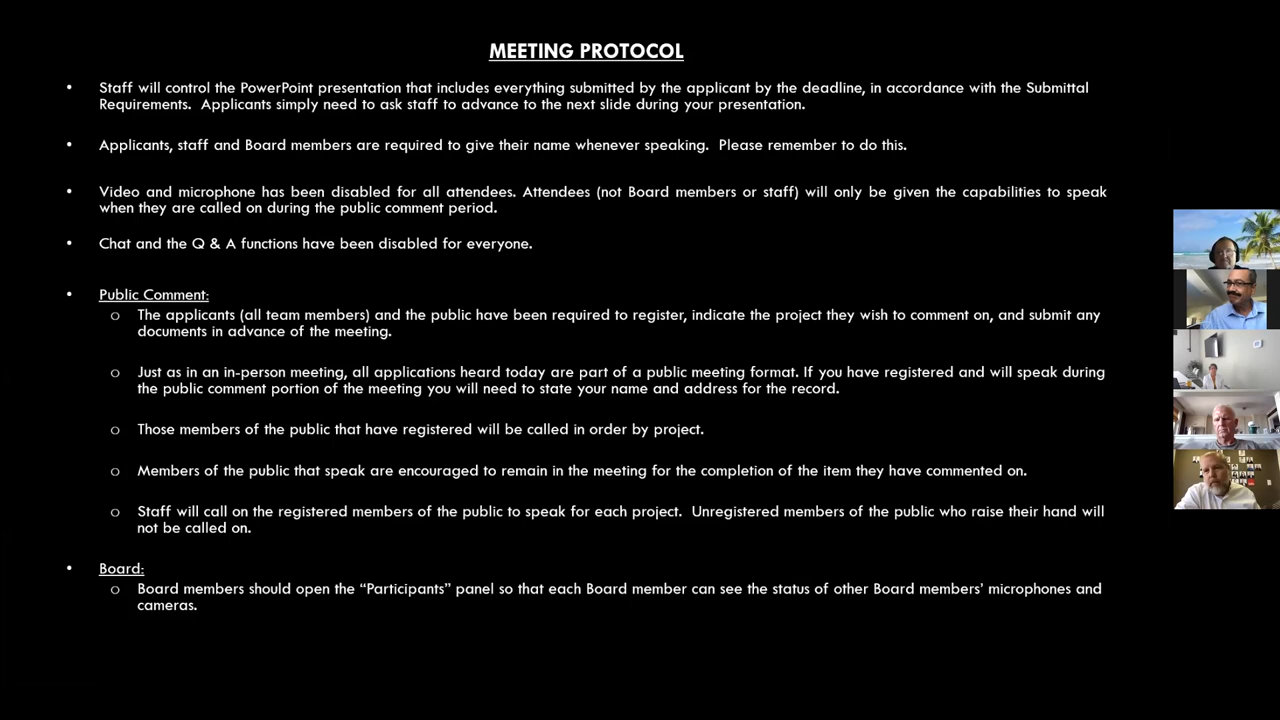 MEETING PROTOCOL
• Staff will control the PowerPoint presentation that includes everything submitted by the applicant by the deadline, in accordance with the Submittal
Requirements. Applicants simply need to ask staff to advance to the next slide during your presentation.
• Applicants, staff and Board members are required to give their name whenever speaking. Please remember to do this.
• Video and microphone has been disabled for all attendees. Attendees (not Board members or staff) will only be given the capabilities to speak
when they are called on during the public comment period.
• Chat and the Q & A functions have been disabled for everyone.
• Public Comment:
o The applicants (all team members) and the public have been required to register, indicate the project they wish to comment on, and submit any
documents in advance of the meeting.
o Just as in an in-person meeting, all applications heard today are part of a public meeting format. If you have registered and will speak during
the public comment portion of the meeting you will need to state your name and address for the record.
o Those members of the public that have registered will be called in order by project.
o Members of the public that speak are encouraged to remain in the meeting for the completion of the item they have commented on.
o Staff will call on the registered members of the public to speak for each project. Unregistered members of the public who raise their hand will
not be called on.
• Board:
o Board members should open the “Participants” panel so that each Board member can see the status of other Board members’ microphones and
cameras.